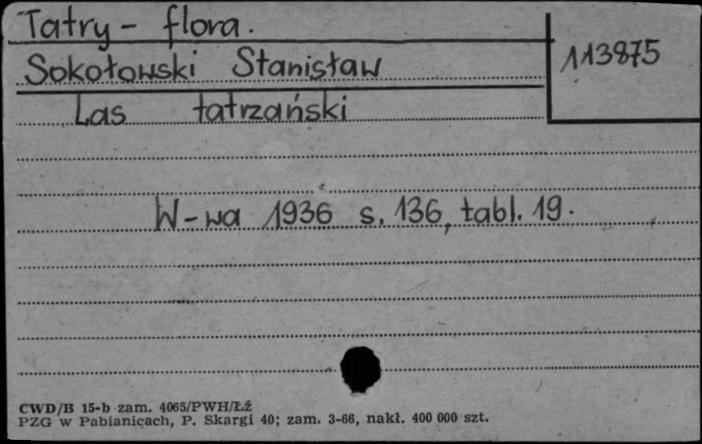 Tatry - flora.
113875
Sokołowski Stanisław
Las tatrzański
W-wa 1936 s. 136, tabl. 19.
CWD/B 15-b zam. 4065/PWH/ŁŹ
PZG w Pabianicach, P. Skargi 40; zam. 3-66, nakł. 400 000 szt.